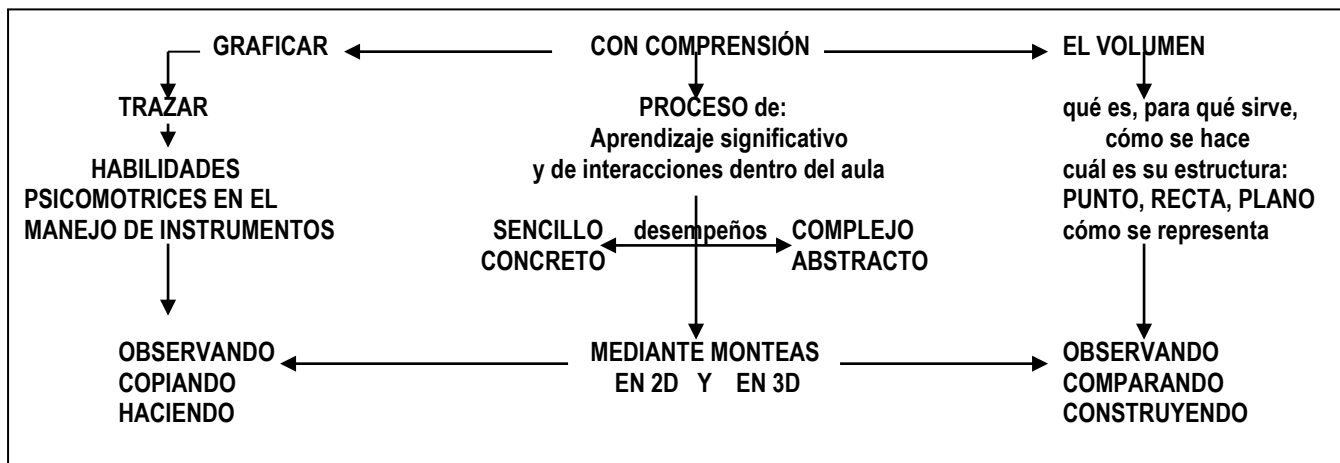 GRAFICAR
CON COMPRENSIÓN
EL VOLUMEN
TRAZAR
HABILIDADES
PSICOMOTRICES EN EL
MANEJO DE INSTRUMENTOS
PROCESO de:
Aprendizaje significativo
y de interacciones dentro del aula
qué es, para qué sirve,
cómo se hace
cuál es su estructura:
PUNTO, RECTA, PLANO
cómo se representa
SENCILLO
CONCRETO
desempeños
COMPLEJO
ABSTRACTO
OBSERVANDO
COPIANDO
HACIENDO
MEDIANTE MONTEAS
EN 2D Y EN 3D
OBSERVANDO
COMPARANDO
CONSTRUYENDO